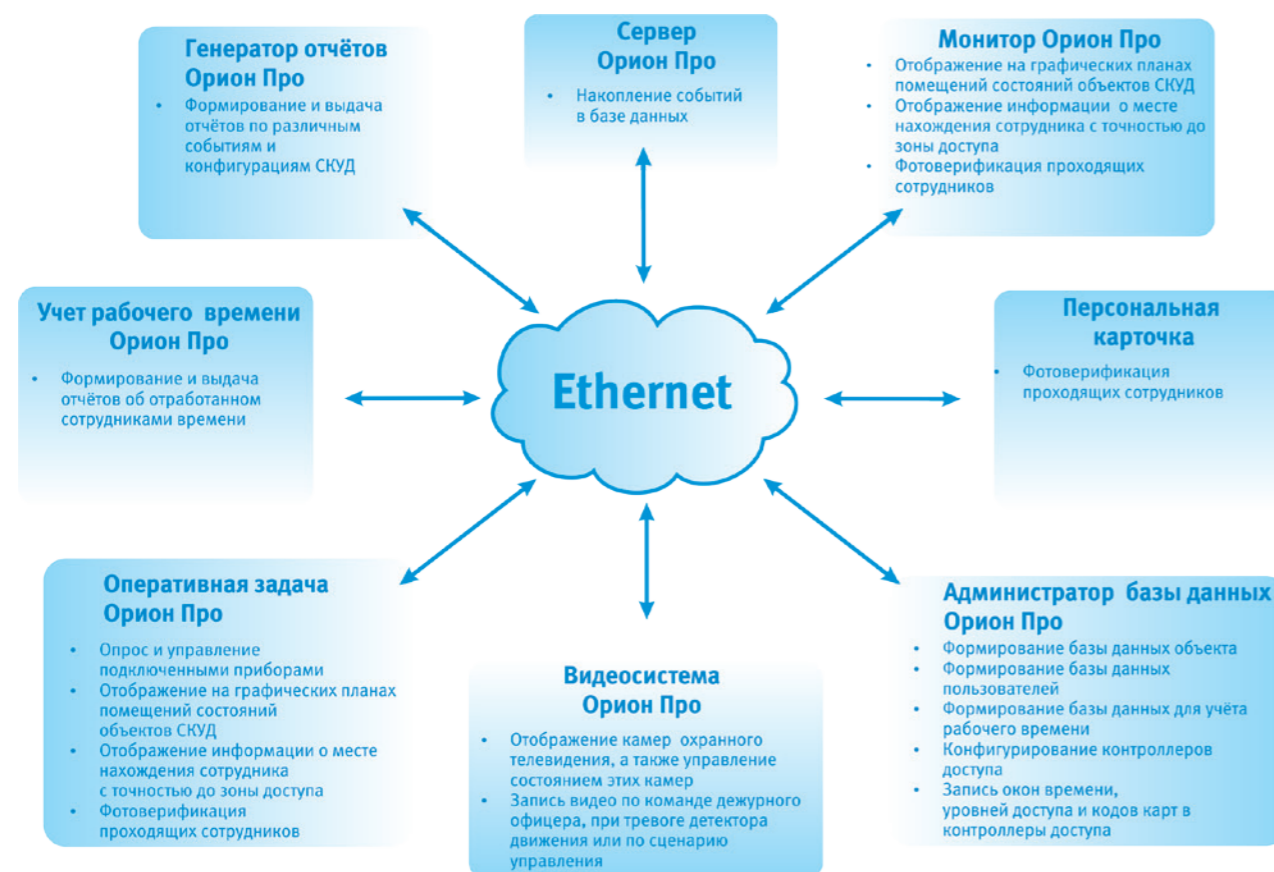 Генератор отчётов
Орион Про
• Формирование и выдача
отчётов по различным
событиям и
конфигурациям СКУД
Сервер
Орион Про
• Накопление событий
в базе данных
Монитор Орион Про
• Отображение на графических планах
помещений состояний объектов СКУД
• Отображение информации о месте
нахождения сотрудника с точностью до
зоны доступа
• Фотоверификация проходящих
сотрудников
Учет рабочего времени
Орион Про
• Формирование и выдача
отчётов об отработанном
сотрудниками времени
Ethernet
Персональная
карточка
• Фотоверификация
проходящих сотрудников
Оперативная задача
Орион Про
• Опрос и управление
подключенными приборами
• Отображение на графических планах
помещений состояний
объектов СКУД
• Отображение информации о месте
нахождения сотрудника
с точностью до зоны доступа
• Фотоверификация
проходящих сотрудников
Видеосистема
Орион Про
• Отображение камер охранного
телевидения, а также управление
состоянием этих камер
• Запись видео по команде дежурного
офицера, при тревоге детектора
движения или по сценарию
управления
Администратор базы данных
Орион Про
• Формирование базы данных объекта
• Формирование базы данных
пользователей
• Формирование базы данных для учёта
рабочего времени
• Конфигурирование контроллеров
доступа
• Запись окон времени,
уровней доступа и кодов карт в
контроллеры доступа